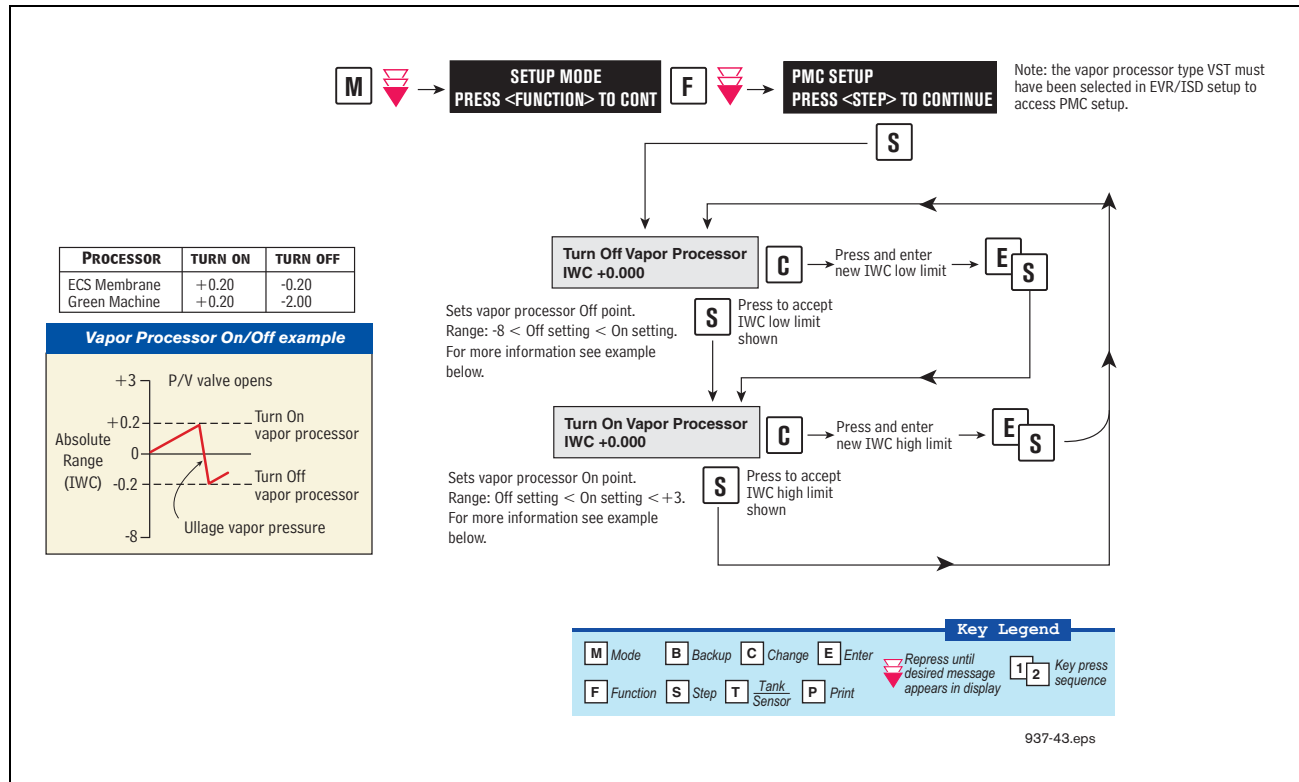 M
SETUP MODE
PRESS <FUNCTION> TO CONT
F
PMC SETUP
PRESS <STEP> TO CONTINUE
Note: the vapor processor type VST must
have been selected in EVR/ISD setup to
access PMC setup.
S
PROCESSOR TURN ON TURN OFF
ECS Membrane +0.20 -0.20
Green Machine +0.20 -2.00
Vapor Processor On/Off example
+3 P/V valve opens
+0.2 Turn On
vapor processor
Absolute
Range
(IWC)
0
-0.2 Turn Off
vapor processor
Ullage vapor pressure
-8
Turn Off Vapor Processor
IWC +0.000
C
Press and enter
new IWC low limit
E
S
Sets vapor processor Off point.
Range: -8 < Off setting < On setting.
For more information see example
below.
S
Press to accept
IWC low limit
shown
Turn On Vapor Processor
IWC +0.000
C
Press and enter
new IWC high limit
E
S
Sets vapor processor On point.
Range: Off setting < On setting < +3.
For more information see example
below.
S
Press to accept
IWC high limit
shown
Key Legend
M Mode B Backup C Change E Enter
F Function S Step T Tank
Sensor P Print
Repress until
desired message
appears in display
1 2 Key press
sequence
937-43.eps